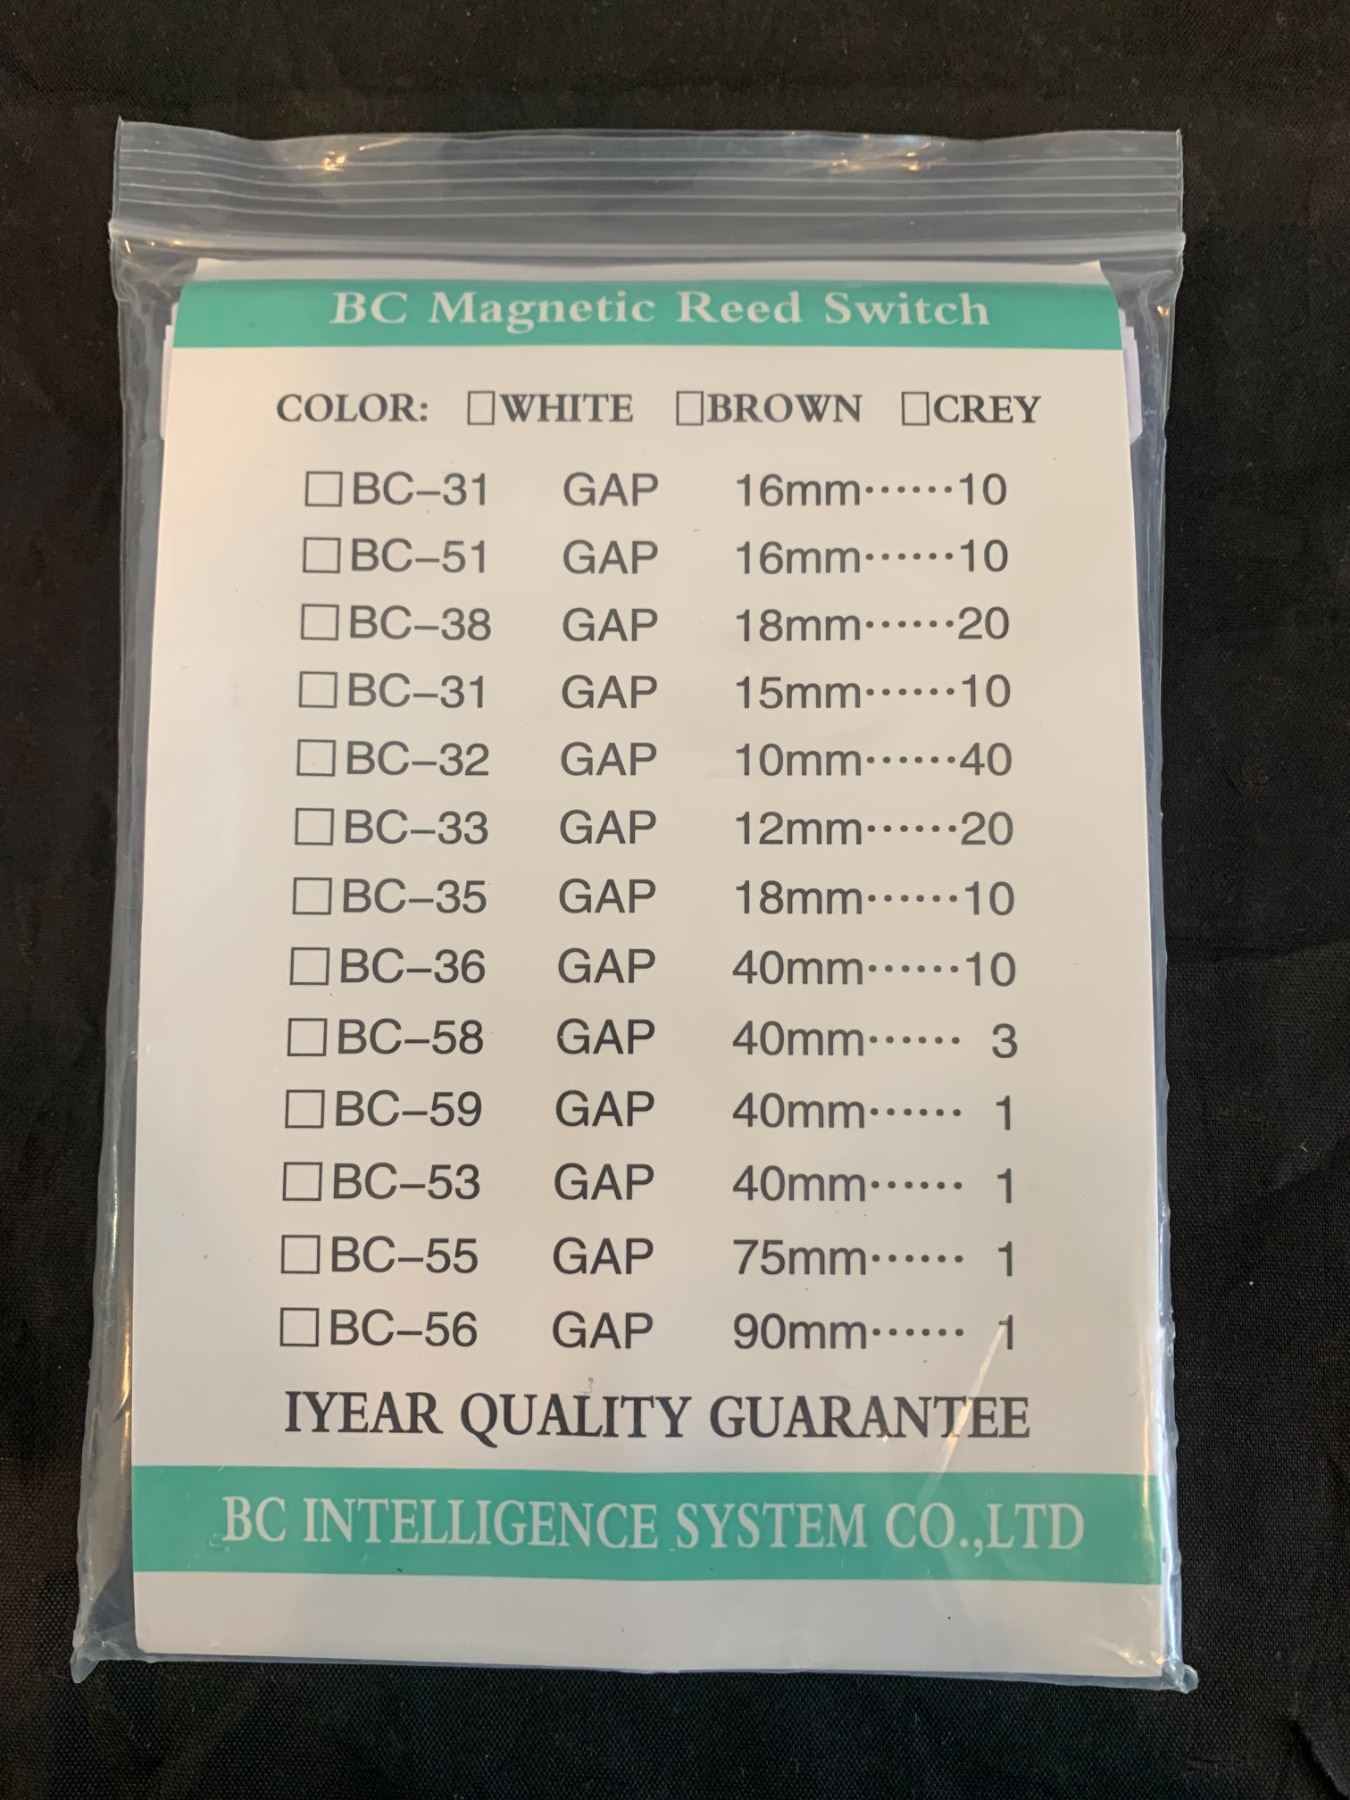 BC Magnetic Reed Switch
COLOR: □WHITE □BROWN □CREY
□BC-31 GAP 16mm······10
□BC-51 GAP 16mm······10
□BC-38 GAP 18mm······20
□BC-31 GAP 15mm······10
□BC-32 GAP 10mm······40
□BC-33 GAP 12mm······20
□BC-35 GAP 18mm······10
□BC-36 GAP 40mm······10
□BC-58 GAP 40mm······ 3
□BC-59 GAP 40mm······ 1
□BC-53 GAP 40mm······ 1
□BC-55 GAP 75mm······ 1
□BC-56 GAP 90mm······ 1
IYEAR QUALITY GUARANTEE
BC INTELLIGENCE SYSTEM CO.,LTD